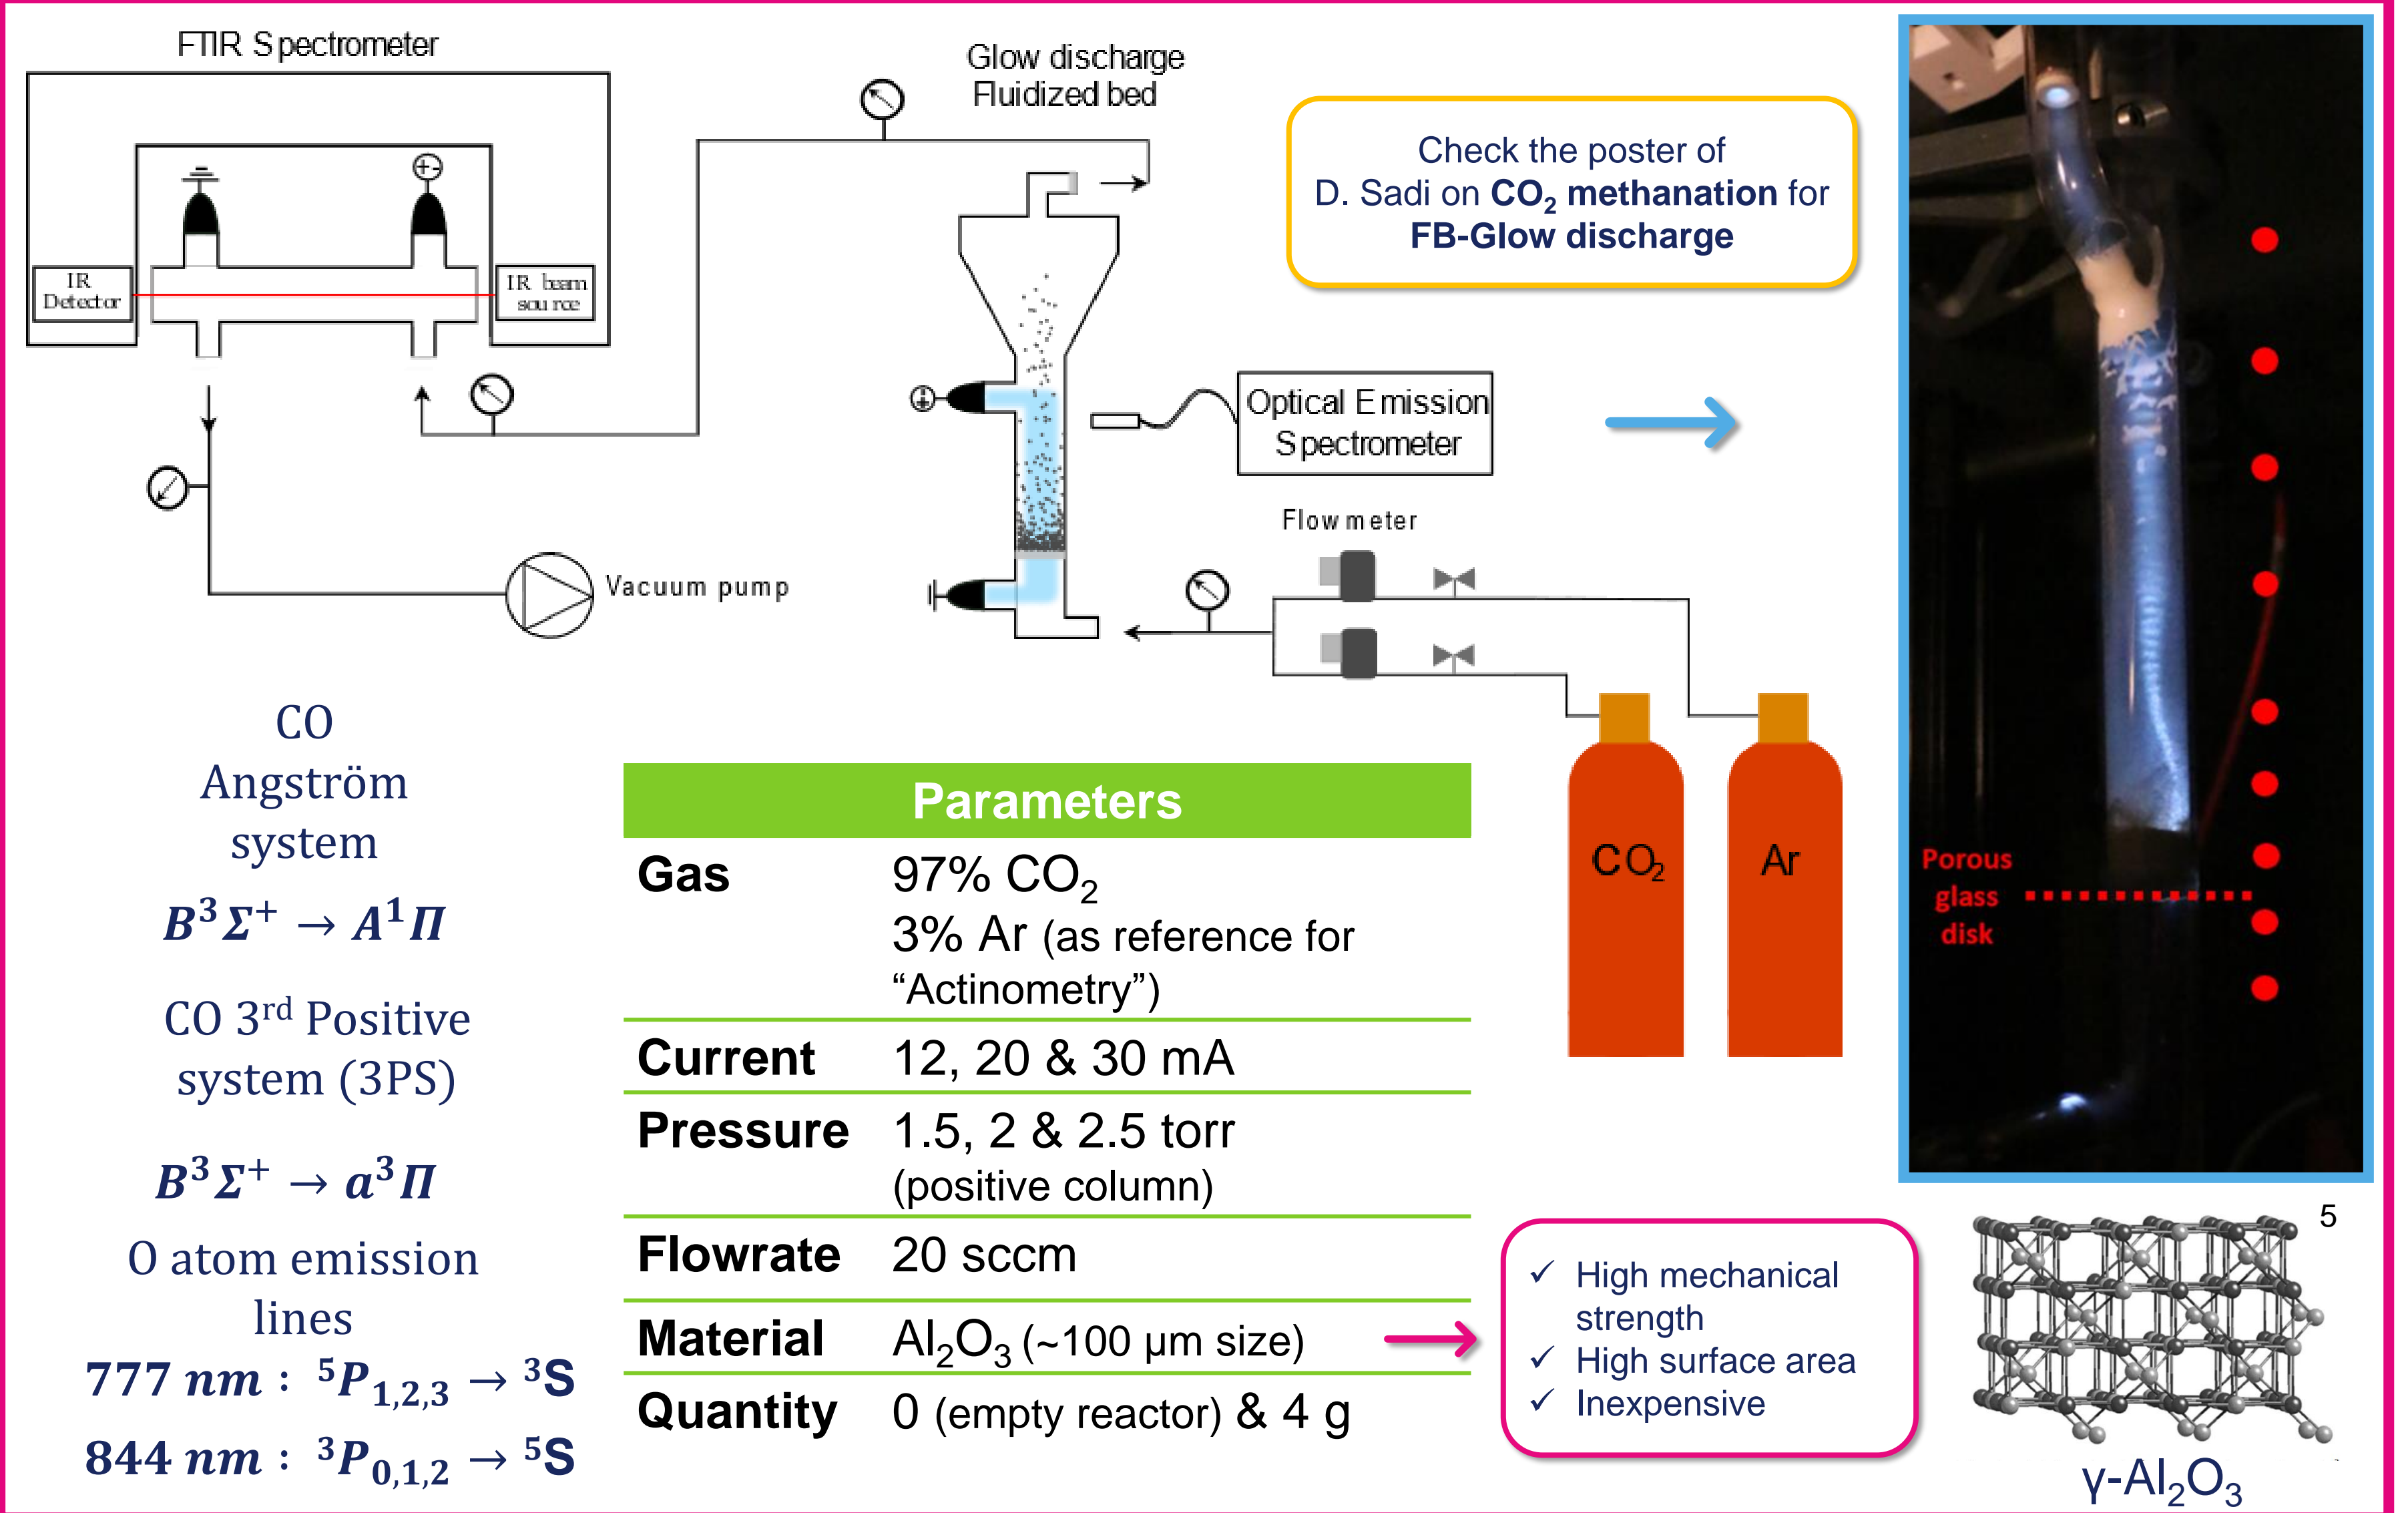 FTIR Spectrometer
IR
Detector
IR beam
source
Glow discharge
Fluidized bed
Check the poster of
D. Sadi on CO₂ methanation for
FB-Glow discharge
Optical Emission
Spectrometer
Flow meter
Vacuum pump
CO₂
Ar
Porous
glass
disk
CO
Angström
system
B³Σ⁺ → A¹Π
CO 3rd Positive
system (3PS)
B³Σ⁺ → a³Π
O atom emission
lines
777 nm : ⁵P₁,₂,₃ → ³S
844 nm : ³P₀,₁,₂ → ⁵S
Parameters
Gas 97% CO₂
3% Ar (as reference for
“Actinometry”)
Current 12, 20 & 30 mA
Pressure 1.5, 2 & 2.5 torr
(positive column)
Flowrate 20 sccm
Material Al₂O₃ (~100 µm size)
Quantity 0 (empty reactor) & 4 g
✓ High mechanical
strength
✓ High surface area
✓ Inexpensive
5
γ-Al₂O₃